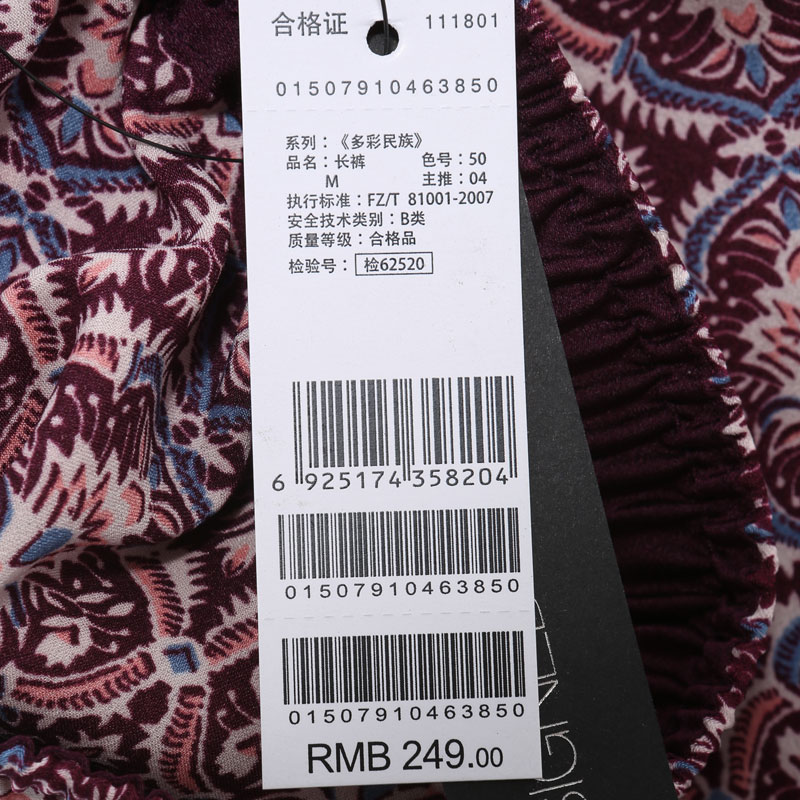 合格证 111801
01507910463850
系列：《多彩民族》
品名：长裤 色号：50
M 主推：04
执行标准：FZ/T 81001-2007
安全技术类别：B类
质量等级：合格品
检验号： 检62520
6 925174 358204
01507910463850
01507910463850
RMB 249.00